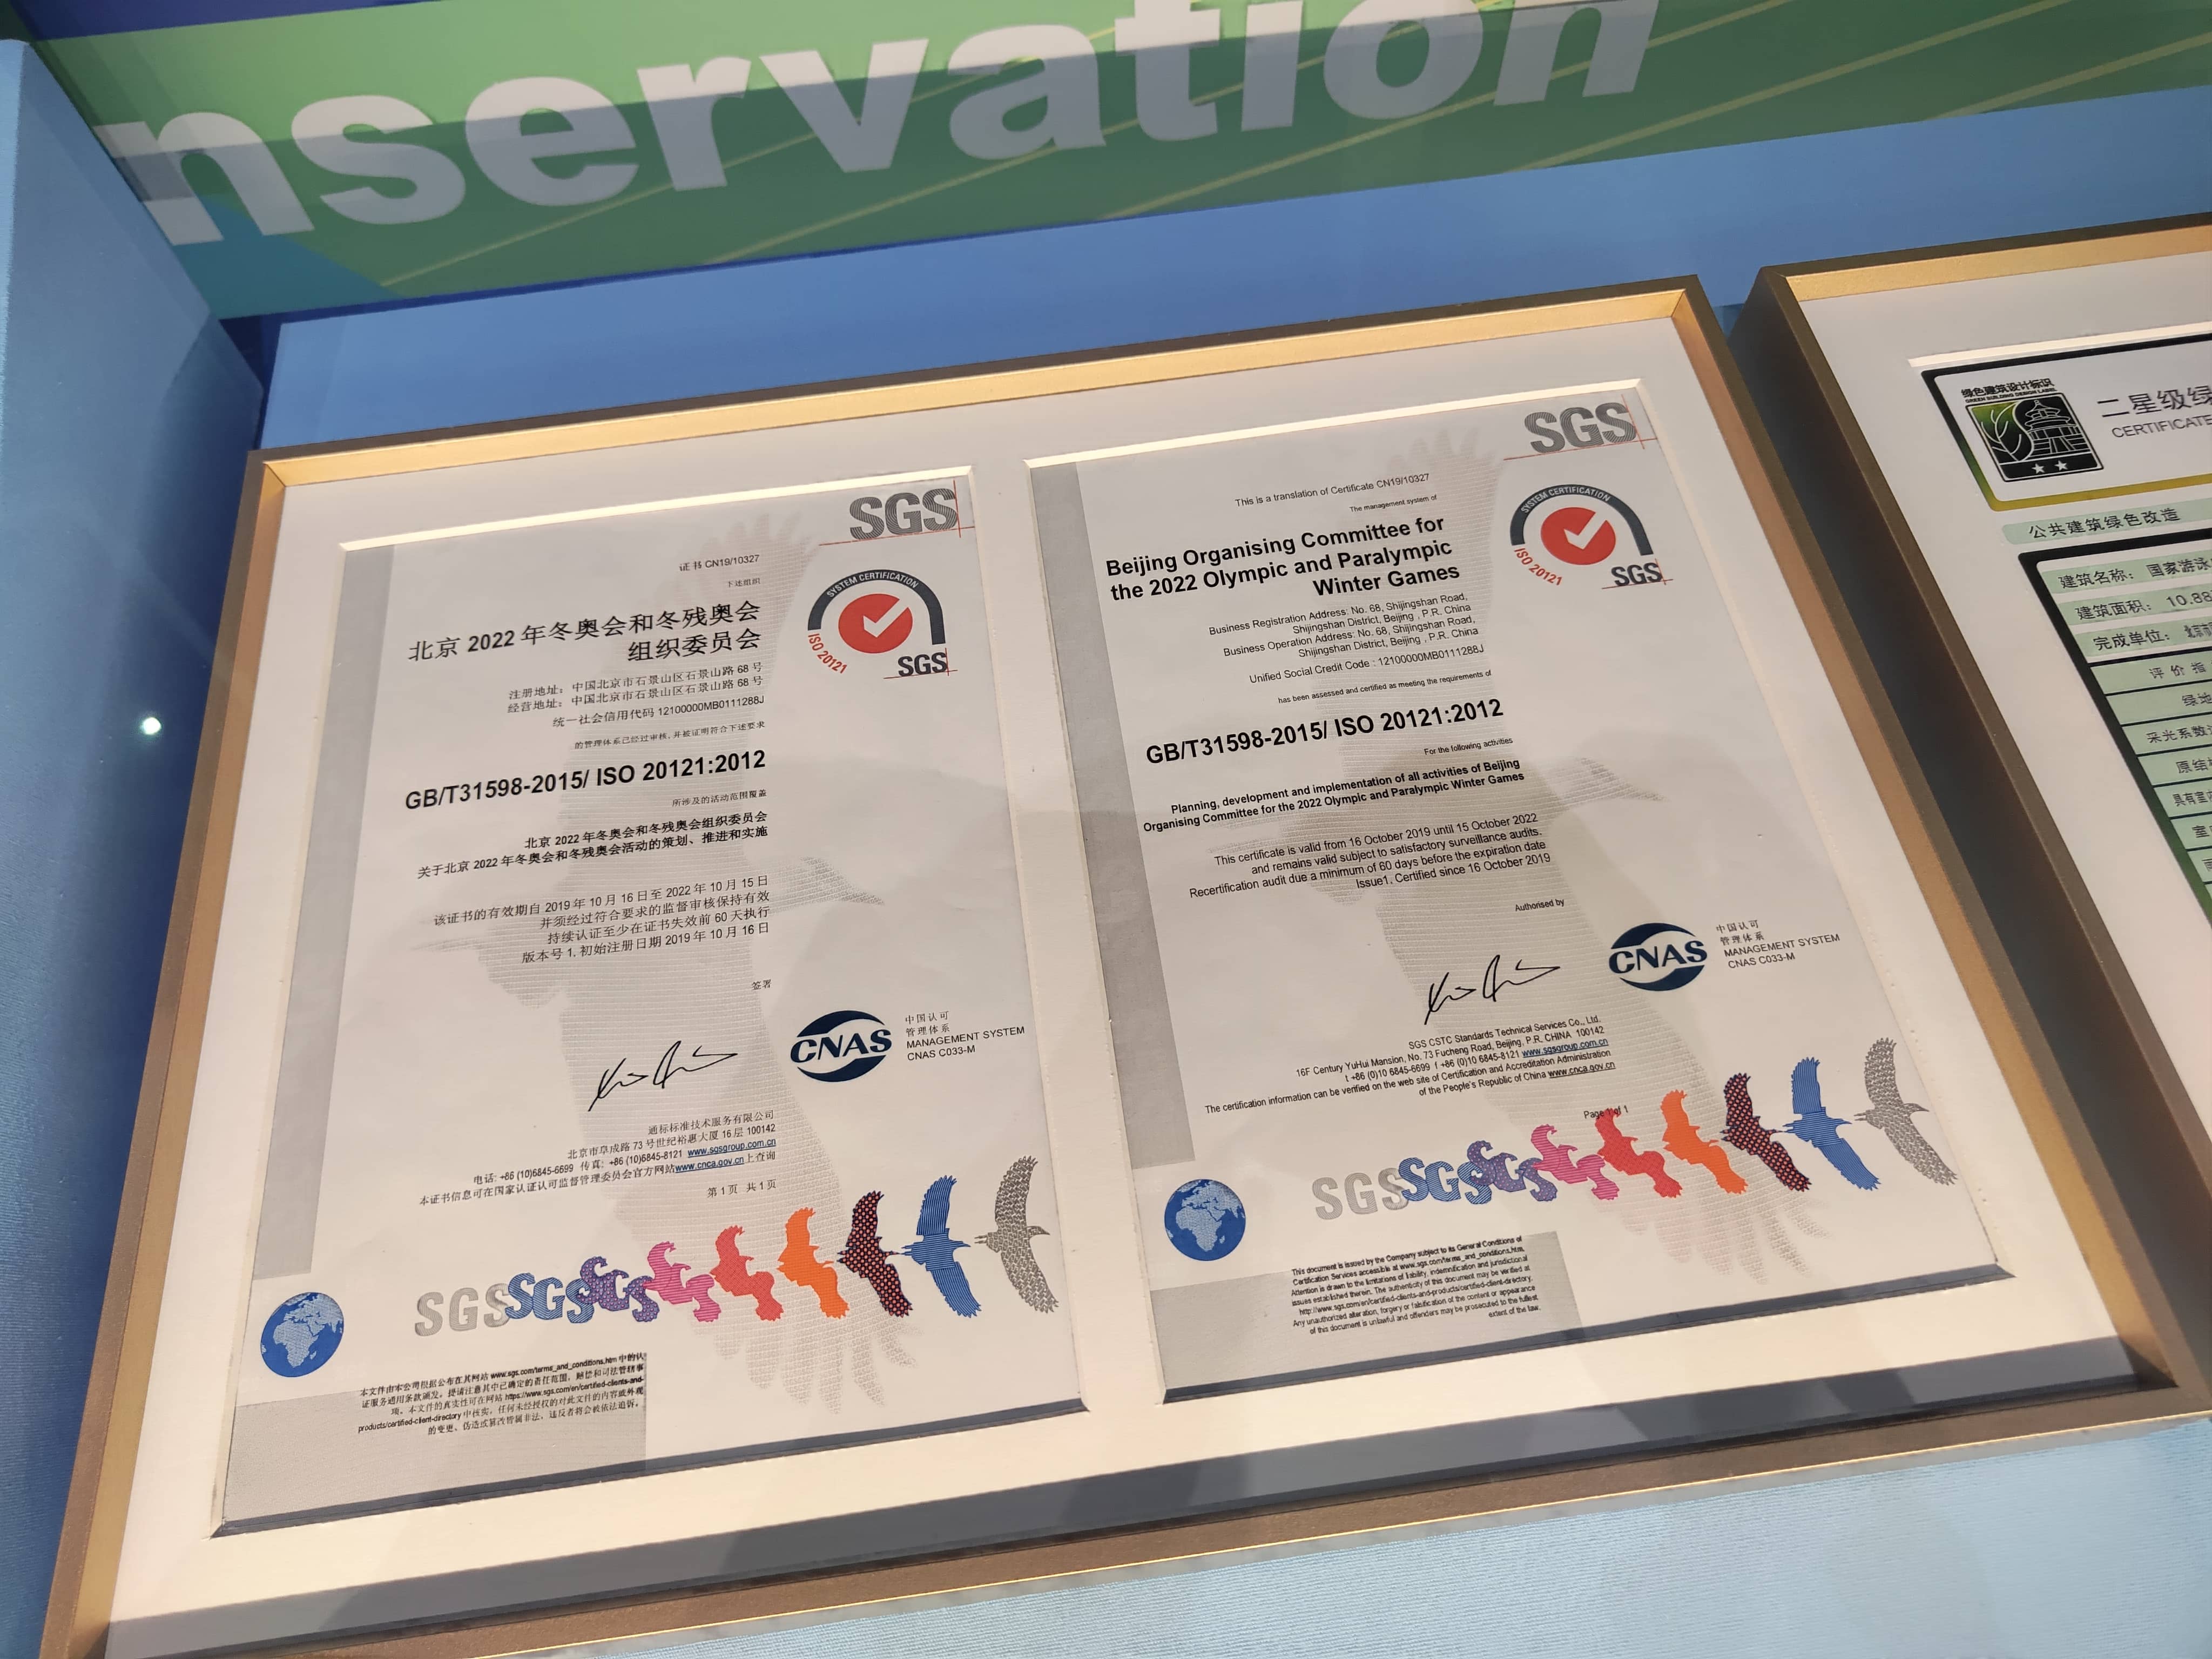 nservation
SGS
SYSTEM CERTIFICATION
ISO 20121
SGS
证书 CN19/10327
下述组织
北京 2022 年冬奥会和冬残奥会
组织委员会
注册地址: 中国北京市石景山区石景山路 68 号
经营地址: 中国北京市石景山区石景山路 68 号
统一社会信用代码 12100000MB0111288J
的管理体系已经过审核, 并被证明符合下述要求
GB/T31598-2015/ ISO 20121:2012
所涉及的活动范围覆盖
北京 2022 年冬奥会和冬残奥会组织委员会
关于北京 2022 年冬奥会和冬残奥会活动的策划、推进和实施
该证书的有效期自 2019 年 10 月 16 日至 2022 年 10 月 15 日
并须经过符合要求的监督审核保持有效
持续认证至少在证书失效前 60 天执行
版本号 1, 初始注册日期 2019 年 10 月 16 日
签署
CNAS
中国认可
管理体系
MANAGEMENT SYSTEM
CNAS C033-M
通标标准技术服务有限公司
北京市阜成路 73 号世纪裕惠大厦 16 层 100142
电话: +86 (10)6845-6699 传真: +86 (10)6845-8121 www.sgsgroup.com.cn
本证书信息可在国家认证认可监督管理委员会官方网站www.cnca.gov.cn上查询
第 1 页 共 1 页
SGSSGSSGS
本文件由本公司根据公布在其网站 www.sgs.com/terms_and_conditions.htm 中的认
证服务通用条款颁发。提请注意其中已确定的责任范围、赔偿和司法管辖事
项。本文件的真实性可在网站 https://www.sgs.com/en/certified-clients-and-
products/certified-client-directory 中核实。任何未经授权的对此文件的内容或外观
的变更、伪造或篡改皆属非法，违反者将会被依法追诉。
SGS
SYSTEM CERTIFICATION
ISO 20121
SGS
This is a translation of Certificate CN19/10327
The management system of
Beijing Organising Committee for
the 2022 Olympic and Paralympic
Winter Games
Business Registration Address: No. 68, Shijingshan Road,
Shijingshan District, Beijing , P.R. China
Business Operation Address: No. 68, Shijingshan Road,
Shijingshan District, Beijing , P.R. China
Unified Social Credit Code : 12100000MB0111288J
has been assessed and certified as meeting the requirements of
GB/T31598-2015/ ISO 20121:2012
For the following activities
Planning, development and implementation of all activities of Beijing
Organising Committee for the 2022 Olympic and Paralympic Winter Games
This certificate is valid from 16 October 2019 until 15 October 2022
and remains valid subject to satisfactory surveillance audits.
Recertification audit due a minimum of 60 days before the expiration date
Issue1. Certified since 16 October 2019
Authorised by
CNAS
中国认可
管理体系
MANAGEMENT SYSTEM
CNAS C033-M
SGS CSTC Standards Technical Services Co., Ltd.
16F Century YuHui Mansion, No. 73 Fucheng Road, Beijing, P.R. CHINA 100142
t +86 (0)10 6845-6699 f +86 (0)10 6845-8121 www.sgsgroup.com.cn
The certification information can be verified on the web site of Certification and Accreditation Administration
of the People's Republic of China www.cnca.gov.cn
Page 1 of 1
SGSSGSSGS
This document is issued by the Company subject to its General Conditions of
Certification Services accessible at www.sgs.com/terms_and_conditions.htm.
Attention is drawn to the limitations of liability, indemnification and jurisdictional
issues established therein. The authenticity of this document may be verified at
http://www.sgs.com/en/certified-clients-and-products/certified-client-directory.
Any unauthorized alteration, forgery or falsification of the content or appearance
of this document is unlawful and offenders may be prosecuted to the fullest
extent of the law.
绿色建筑设计标识
GREEN BUILDING DESIGN LABEL
二星级绿
CERTIFICATE
公共建筑绿色改造
建筑名称: 国家游泳
建筑面积: 10.88
完成单位:
评 价 指
绿地
采光系数
原结
具有室
室